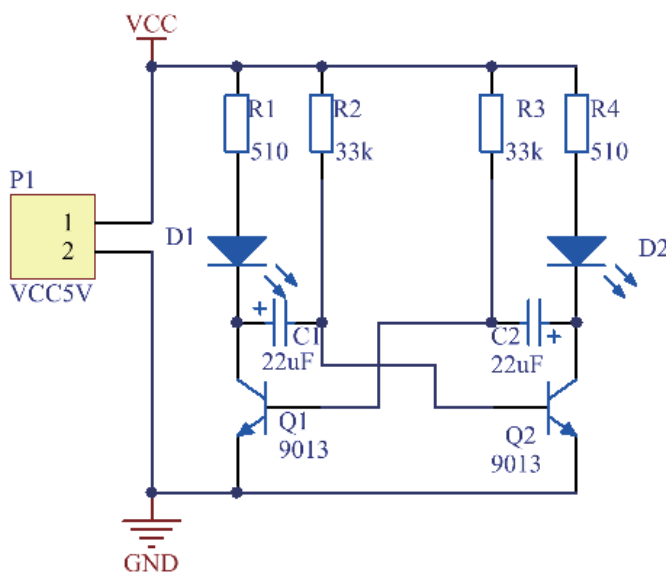 VCC
R1
510
R2
33k
R3
33k
R4
510
P1
1
2
VCC5V
D1
D2
+
C1
22uF
C2
+
22uF
Q1
9013
Q2
9013
GND